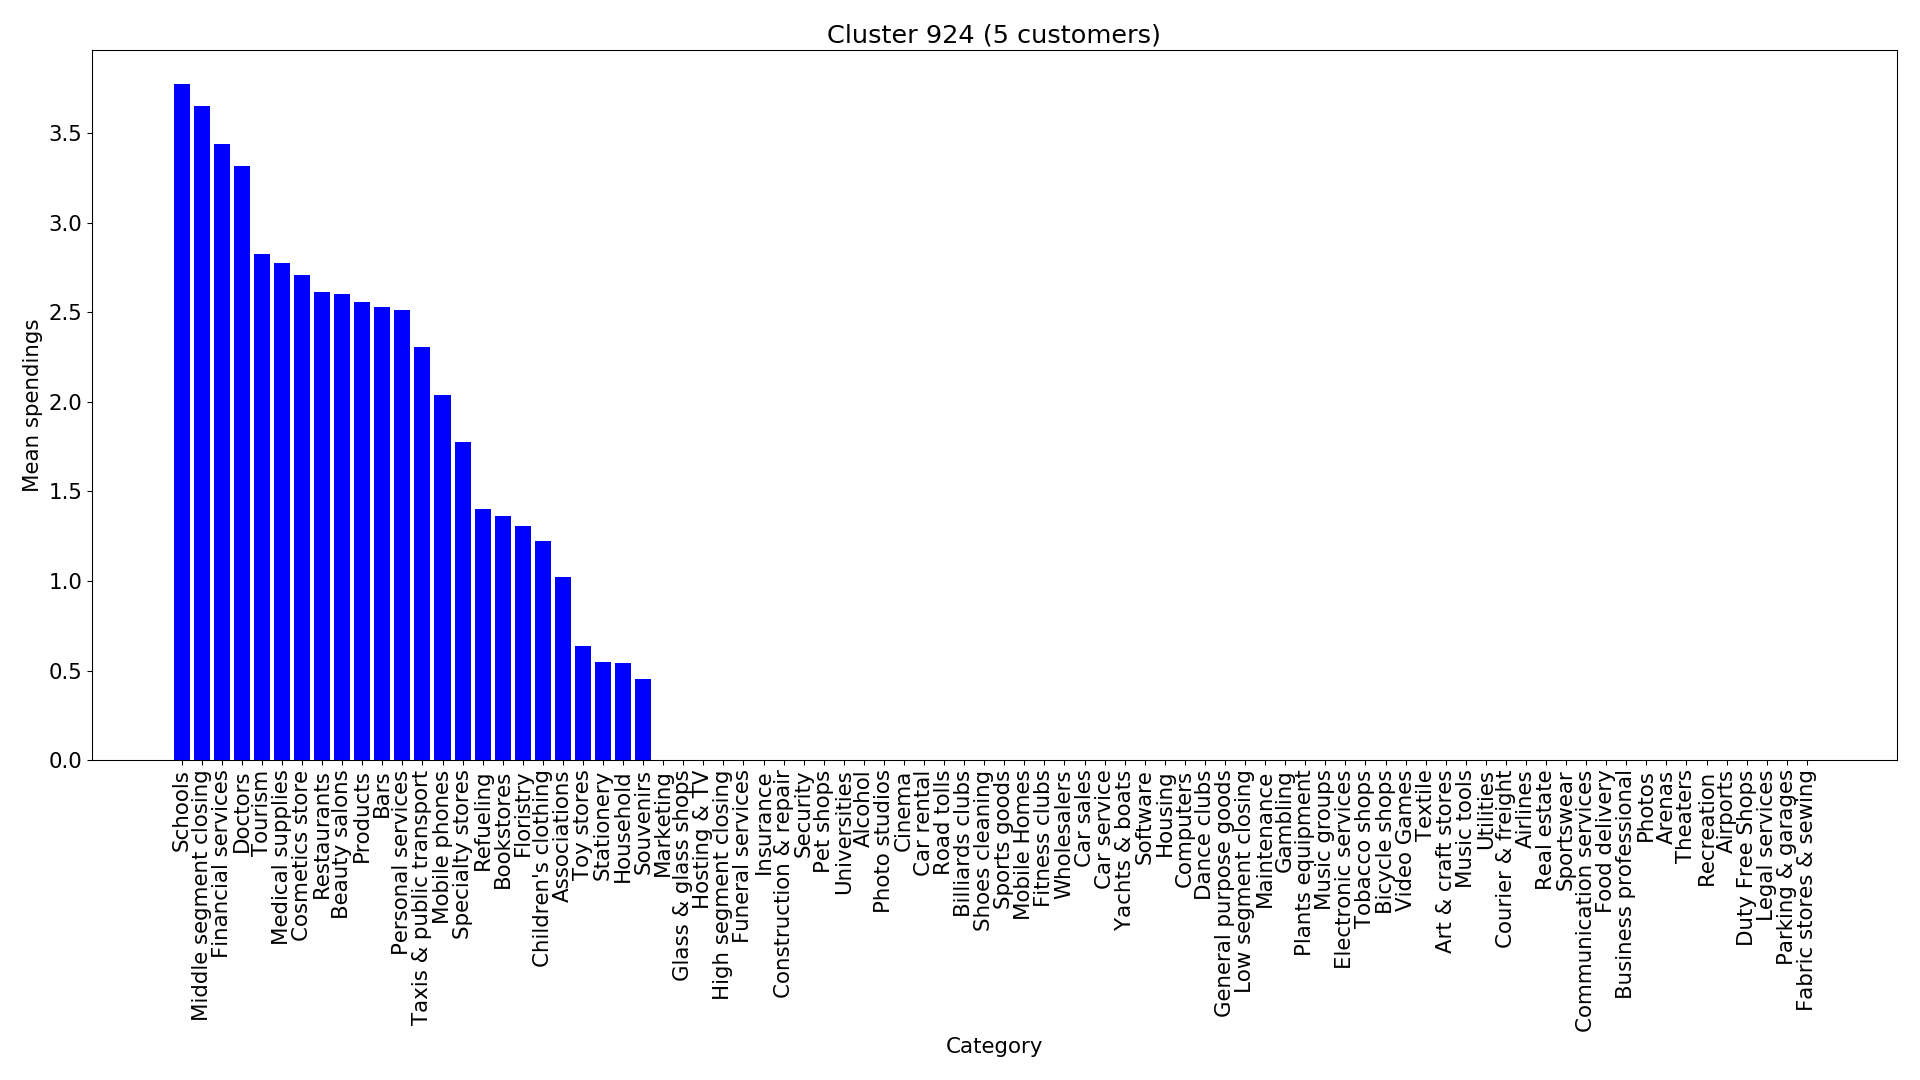 Cluster 924 (5 customers)
Mean spendings
3.5
3.0
2.5
2.0
1.5
1.0
0.5
0.0
Schools
Middle segment closing
Financial services
Doctors
Tourism
Medical supplies
Cosmetics store
Restaurants
Beauty salons
Products
Bars
Personal services
Taxis & public transport
Mobile phones
Specialty stores
Refueling
Bookstores
Floristry
Children's clothing
Associations
Toy stores
Stationery
Household
Souvenirs
Marketing
Glass & glass shops
Hosting & TV
High segment closing
Funeral services
Insurance
Construction & repair
Security
Pet shops
Universities
Alcohol
Photo studios
Cinema
Car rental
Road tolls
Billiards clubs
Shoes cleaning
Sports goods
Mobile Homes
Fitness clubs
Wholesalers
Car sales
Car service
Yachts & boats
Software
Housing
Computers
Dance clubs
General purpose goods
Low segment closing
Maintenance
Gambling
Plants equipment
Music groups
Electronic services
Tobacco shops
Bicycle shops
Video Games
Textile
Art & craft stores
Music tools
Utilities
Courier & freight
Airlines
Real estate
Sportswear
Communication services
Food delivery
Business professional
Photos
Arenas
Theaters
Recreation
Airports
Duty Free Shops
Legal services
Parking & garages
Fabric stores & sewing
Category